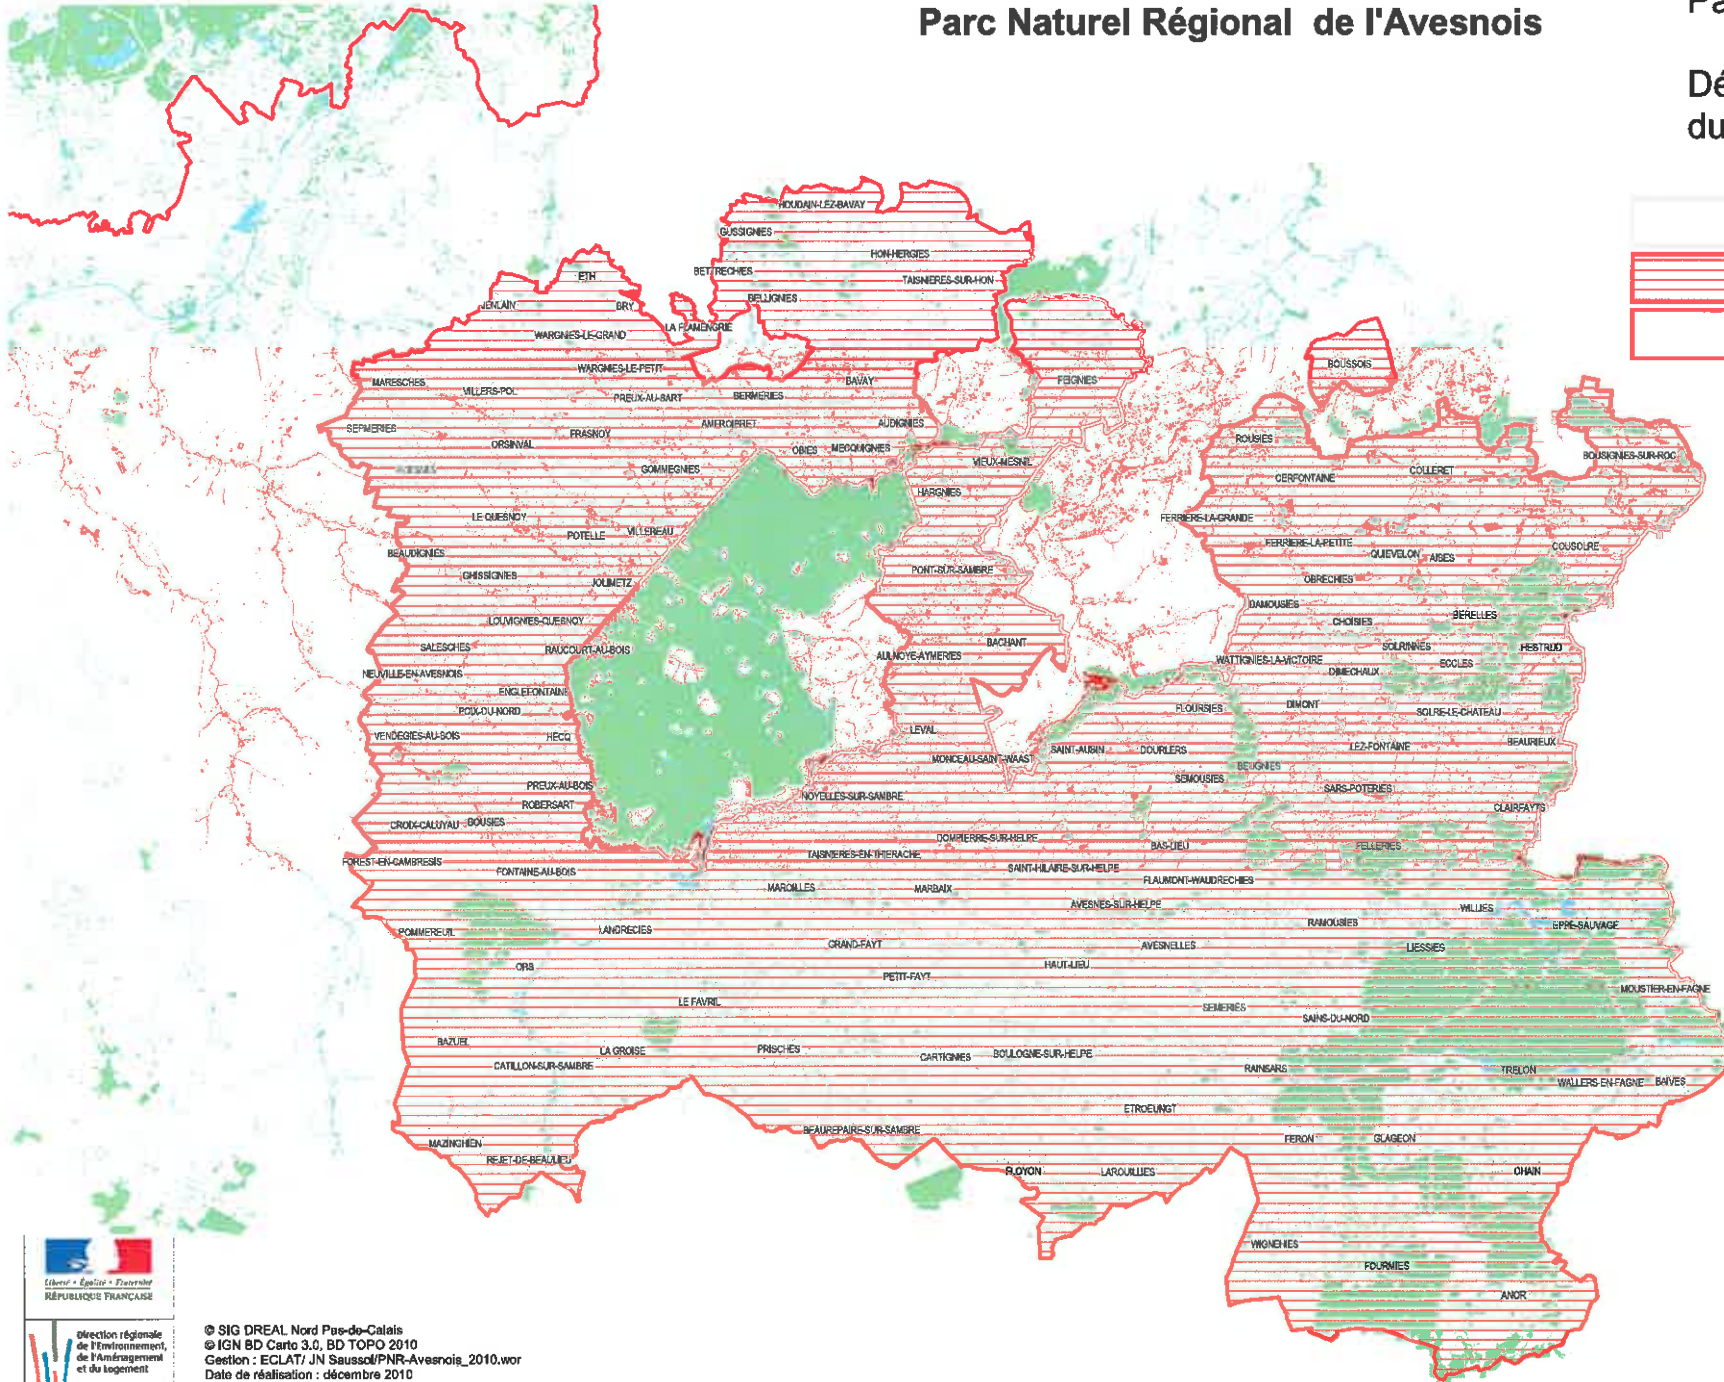 Parc Naturel Régional de l'Avesnois
Pa
Dé
du
HOUDAIN-LEZ-BAVAY
GUSSIGNIES
HON-HERGIES
BETTRECHIES
TAISNIERES-SUR-HON
ETH
BELLIGNIES
JENLAIN
BRY
LA FLAMENGRIE
WARGNIES-LE-GRAND
BOUSSOIS
WARGNIES-LE-PETIT
MARESCHES
BAVAY
FEIGNIES
VILLERS-POL
PREUX-AU-SART
BERMERIES
SEPMERIES
FRASNOY
AMFROIPRET
AUDIGNIES
ORSINVAL
ROUSIES
OBIES
MECQUIGNIES
BOUSIGNIES-SUR-ROC
GOMMEGNIES
VIEUX-MESNIL
COLLERET
CERFONTAINE
HARGNIES
LE QUESNOY
FERRIERE-LA-GRANDE
POTELLE
VILLEREAU
FERRIERE-LA-PETITE
COUSOLRE
BEAUDIGNIES
QUIEVELON
AIBES
GHISSIGNIES
JOLIMETZ
PONT-SUR-SAMBRE
OBRECHIES
DAMOUSIES
LOUVIGNIES-QUESNOY
CHOISIES
BERELLES
SALESCHES
RAUCOURT-AU-BOIS
BACHANT
SOLRINNES
HESTRUD
AULNOYE-AYMERIES
WATTIGNIES-LA-VICTOIRE
ECCLES
NEUVILLE-EN-AVESNOIS
DIMECHAUX
ENGLEFONTAINE
POIX-DU-NORD
FLOURSIES
DIMONT
SOLRE-LE-CHATEAU
VENDEGIES-AU-BOIS
HECQ
LEVAL
BEAURIEUX
SAINT-AUBIN
DOURLERS
LEZ-FONTAINE
MONCEAU-SAINT-WAAST
BEUGNIES
SEMOUSIES
PREUX-AU-BOIS
SARS-POTERIES
NOYELLES-SUR-SAMBRE
ROBERSART
CLAIRFAYTS
CROIX-CALUYAU
BOUSIES
DOMPIERRE-SUR-HELPE
BAS-LIEU
FELLERIES
TAISNIERES-EN-THIERACHE
FOREST-EN-CAMBRESIS
FONTAINE-AU-BOIS
SAINT-HILAIRE-SUR-HELPE
FLAUMONT-WAUDRECHIES
MAROILLES
MARBAIX
AVESNES-SUR-HELPE
WILLIES
POMMEREUIL
LANDRECIES
RAMOUSIES
EPPE-SAUVAGE
GRAND-FAYT
AVESNELLES
LIESSIES
ORS
HAUT-LIEU
PETIT-FAYT
MOUSTIER-EN-FAGNE
LE FAVRIL
SEMERIES
SAINS-DU-NORD
BAZUEL
LA GROISE
PRISCHES
CARTIGNIES
BOULOGNE-SUR-HELPE
CATILLON-SUR-SAMBRE
RAINSARS
TRELON
WALLERS-EN-FAGNE
BAIVES
ETROEUNGT
BEAUREPAIRE-SUR-SAMBRE
MAZINGHIEN
FERON
GLAGEON
REJET-DE-BEAULIEU
FLOYON
LAROUILLIES
OHAIN
WIGNEHIES
FOURMIES
ANOR
Liberté • Égalité • Fraternité
RÉPUBLIQUE FRANÇAISE
Direction régionale
de l'Environnement,
de l'Aménagement
et du Logement
© SIG DREAL Nord Pas-de-Calais
© IGN BD Carto 3.0, BD TOPO 2010
Gestion : ECLAT/ JN Saussol/PNR-Avesnois_2010.wor
Date de réalisation : décembre 2010